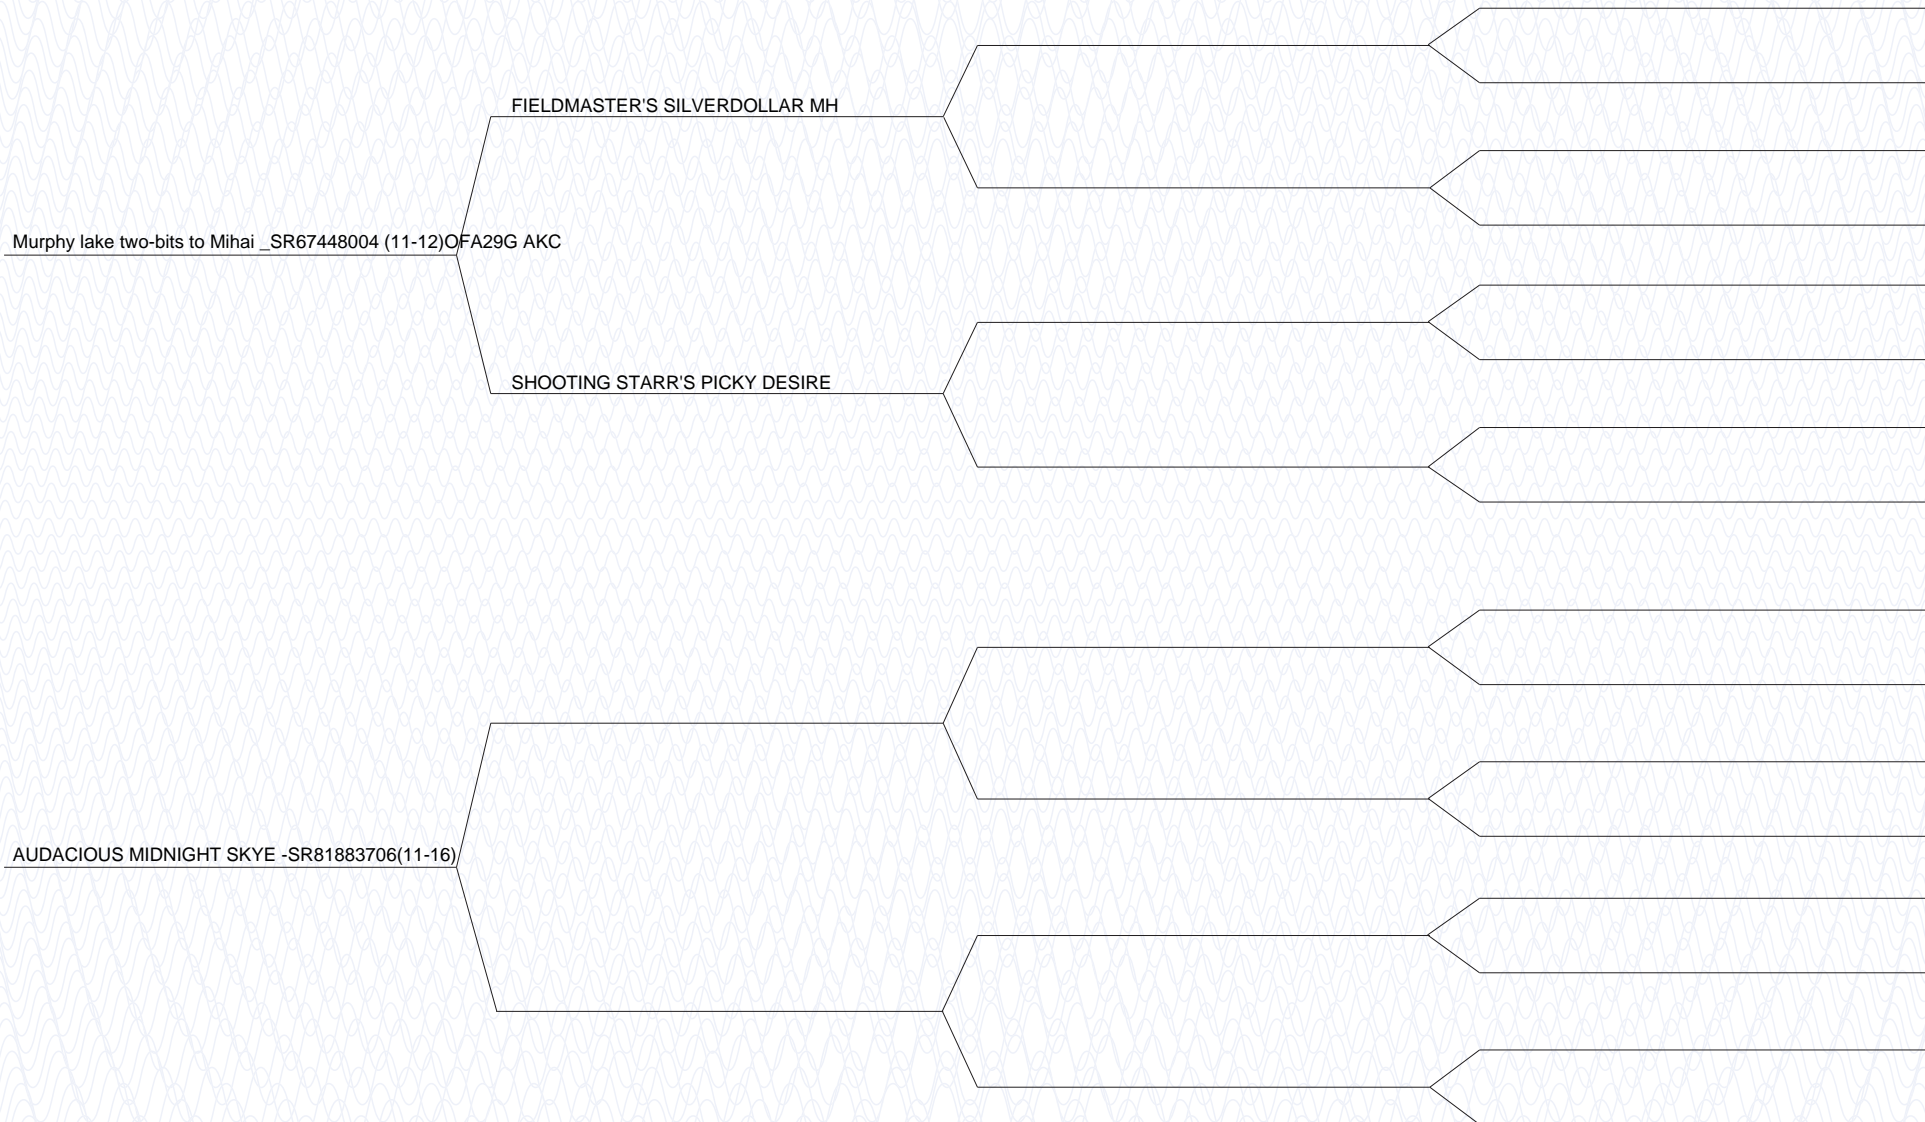 FIELDMASTER'S SILVERDOLLAR MH
Murphy lake two-bits to Mihai _SR67448004 (11-12)OFA29G AKC
SHOOTING STARR'S PICKY DESIRE
AUDACIOUS MIDNIGHT SKYE -SR81883706(11-16)